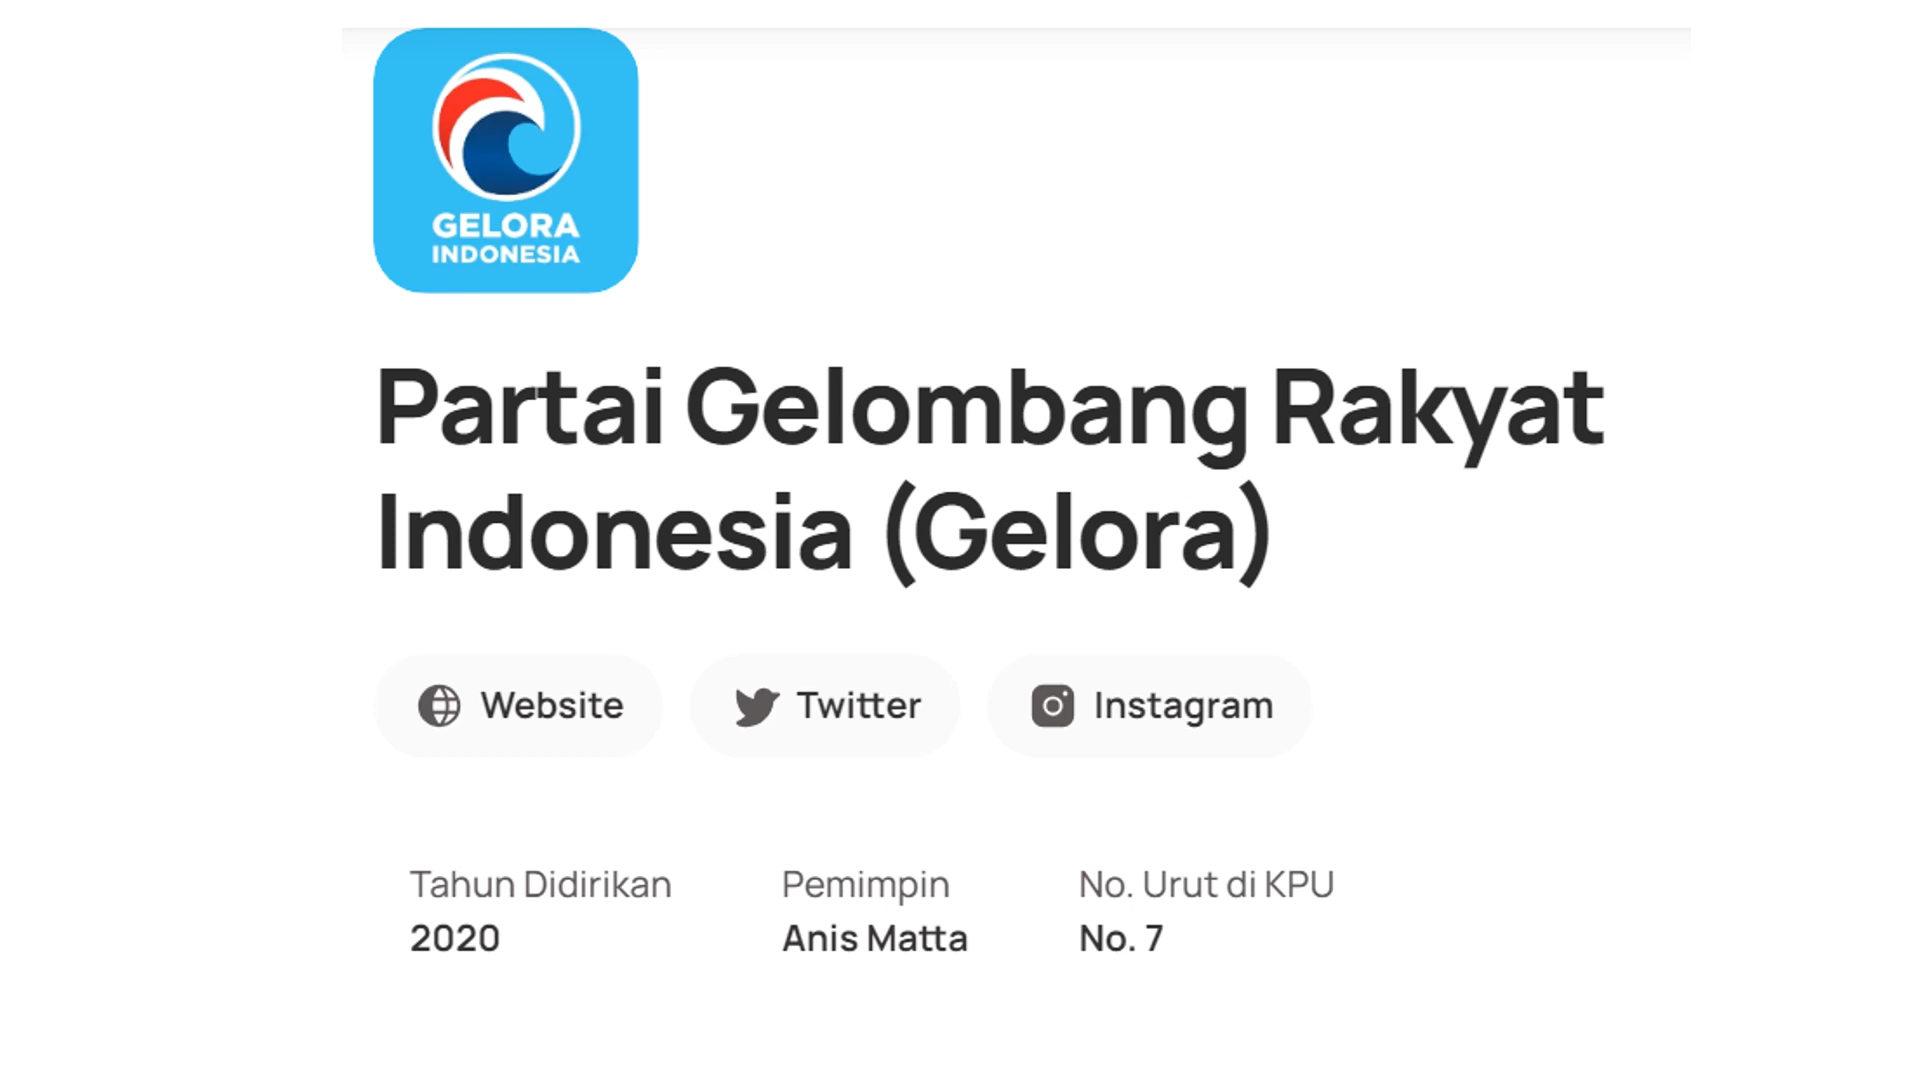 GELORA
INDONESIA
Partai Gelombang Rakyat
Indonesia (Gelora)
Website Twitter Instagram
Tahun Didirikan Pemimpin No. Urut di KPU
2020 Anis Matta No. 7